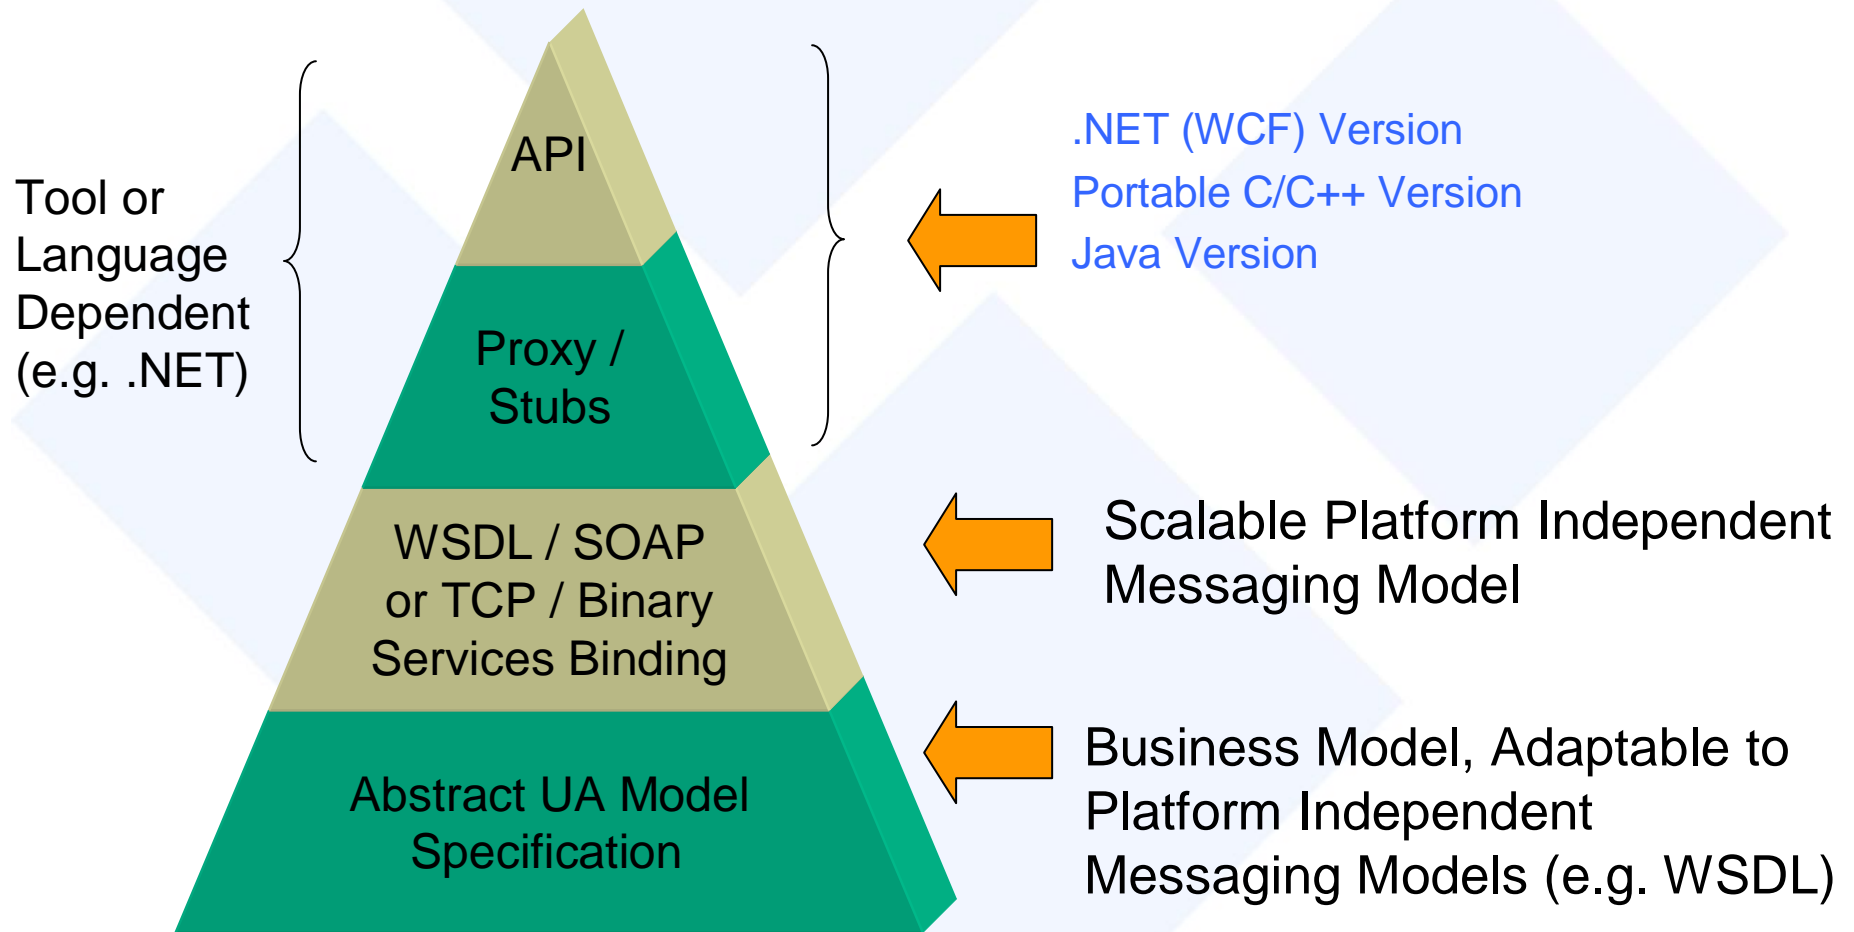 API
Proxy /
Stubs
WSDL / SOAP
or TCP / Binary
Services Binding
Abstract UA Model
Specification
Tool or
Language
Dependent
(e.g. .NET)
.NET (WCF) Version
Portable C/C++ Version
Java Version
Scalable Platform Independent
Messaging Model
Business Model, Adaptable to
Platform Independent
Messaging Models (e.g. WSDL)